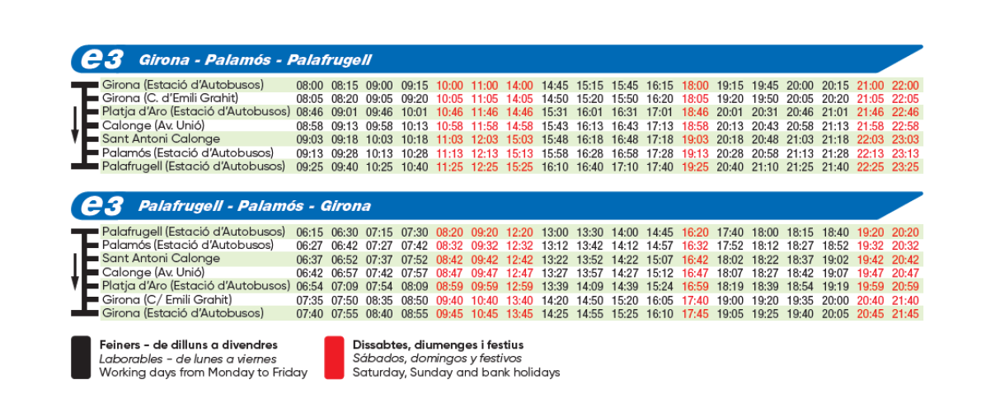 e3 Girona - Palamós - Palafrugell
Girona (Estació d'Autobusos) 08:00 08:15 09:00 09:15 10:00 11:00 14:00 14:45 15:15 15:45 16:15 18:00 19:15 19:45 20:00 20:15 21:00 22:00
Girona (C. d'Emili Grahit) 08:05 08:20 09:05 09:20 10:05 11:05 14:05 14:50 15:20 15:50 16:20 18:05 19:20 19:50 20:05 20:20 21:05 22:05
Platja d'Aro (Estació d'Autobusos) 08:46 09:01 09:46 10:01 10:46 11:46 14:46 15:31 16:01 16:31 17:01 18:46 20:01 20:31 20:46 21:01 21:46 22:46
Calonge (Av. Unió) 08:58 09:13 09:58 10:13 10:58 11:58 14:58 15:43 16:13 16:43 17:13 18:58 20:13 20:43 20:58 21:13 21:58 22:58
Sant Antoni Calonge 09:03 09:18 10:03 10:18 11:03 12:03 15:03 15:48 16:18 16:48 17:18 19:03 20:18 20:48 21:03 21:18 22:03 23:03
Palamós (Estació d'Autobusos) 09:13 09:28 10:13 10:28 11:13 12:13 15:13 15:58 16:28 16:58 17:28 19:13 20:28 20:58 21:13 21:28 22:13 23:13
Palafrugell (Estació d'Autobusos) 09:25 09:40 10:25 10:40 11:25 12:25 15:25 16:10 16:40 17:10 17:40 19:25 20:40 21:10 21:25 21:40 22:25 23:25
e3 Palafrugell - Palamós - Girona
Palafrugell (Estació d'Autobusos) 06:15 06:30 07:15 07:30 08:20 09:20 12:20 13:00 13:30 14:00 14:45 16:20 17:40 18:00 18:15 18:40 19:20 20:20
Palamós (Estació d'Autobusos) 06:27 06:42 07:27 07:42 08:32 09:32 12:32 13:12 13:42 14:12 14:57 16:32 17:52 18:12 18:27 18:52 19:32 20:32
Sant Antoni Calonge 06:37 06:52 07:37 07:52 08:42 09:42 12:42 13:22 13:52 14:22 15:07 16:42 18:02 18:22 18:37 19:02 19:42 20:42
Calonge (Av. Unió) 06:42 06:57 07:42 07:57 08:47 09:47 12:47 13:27 13:57 14:27 15:12 16:47 18:07 18:27 18:42 19:07 19:47 20:47
Platja d'Aro (Estació d'Autobusos) 06:54 07:09 07:54 08:09 08:59 09:59 12:59 13:39 14:09 14:39 15:24 16:59 18:19 18:39 18:54 19:19 19:59 20:59
Girona (C/ Emili Grahit) 07:35 07:50 08:35 08:50 09:40 10:40 13:40 14:20 14:50 15:20 16:05 17:40 19:00 19:20 19:35 20:00 20:40 21:40
Girona (Estació d'Autobusos) 07:40 07:55 08:40 08:55 09:45 10:45 13:45 14:25 14:55 15:25 16:10 17:45 19:05 19:25 19:40 20:05 20:45 21:45
Feiners - de dilluns a divendres
Laborables - de lunes a viernes
Working days from Monday to Friday
Dissabtes, diumenges i festius
Sábados, domingos y festivos
Saturday, Sunday and bank holidays